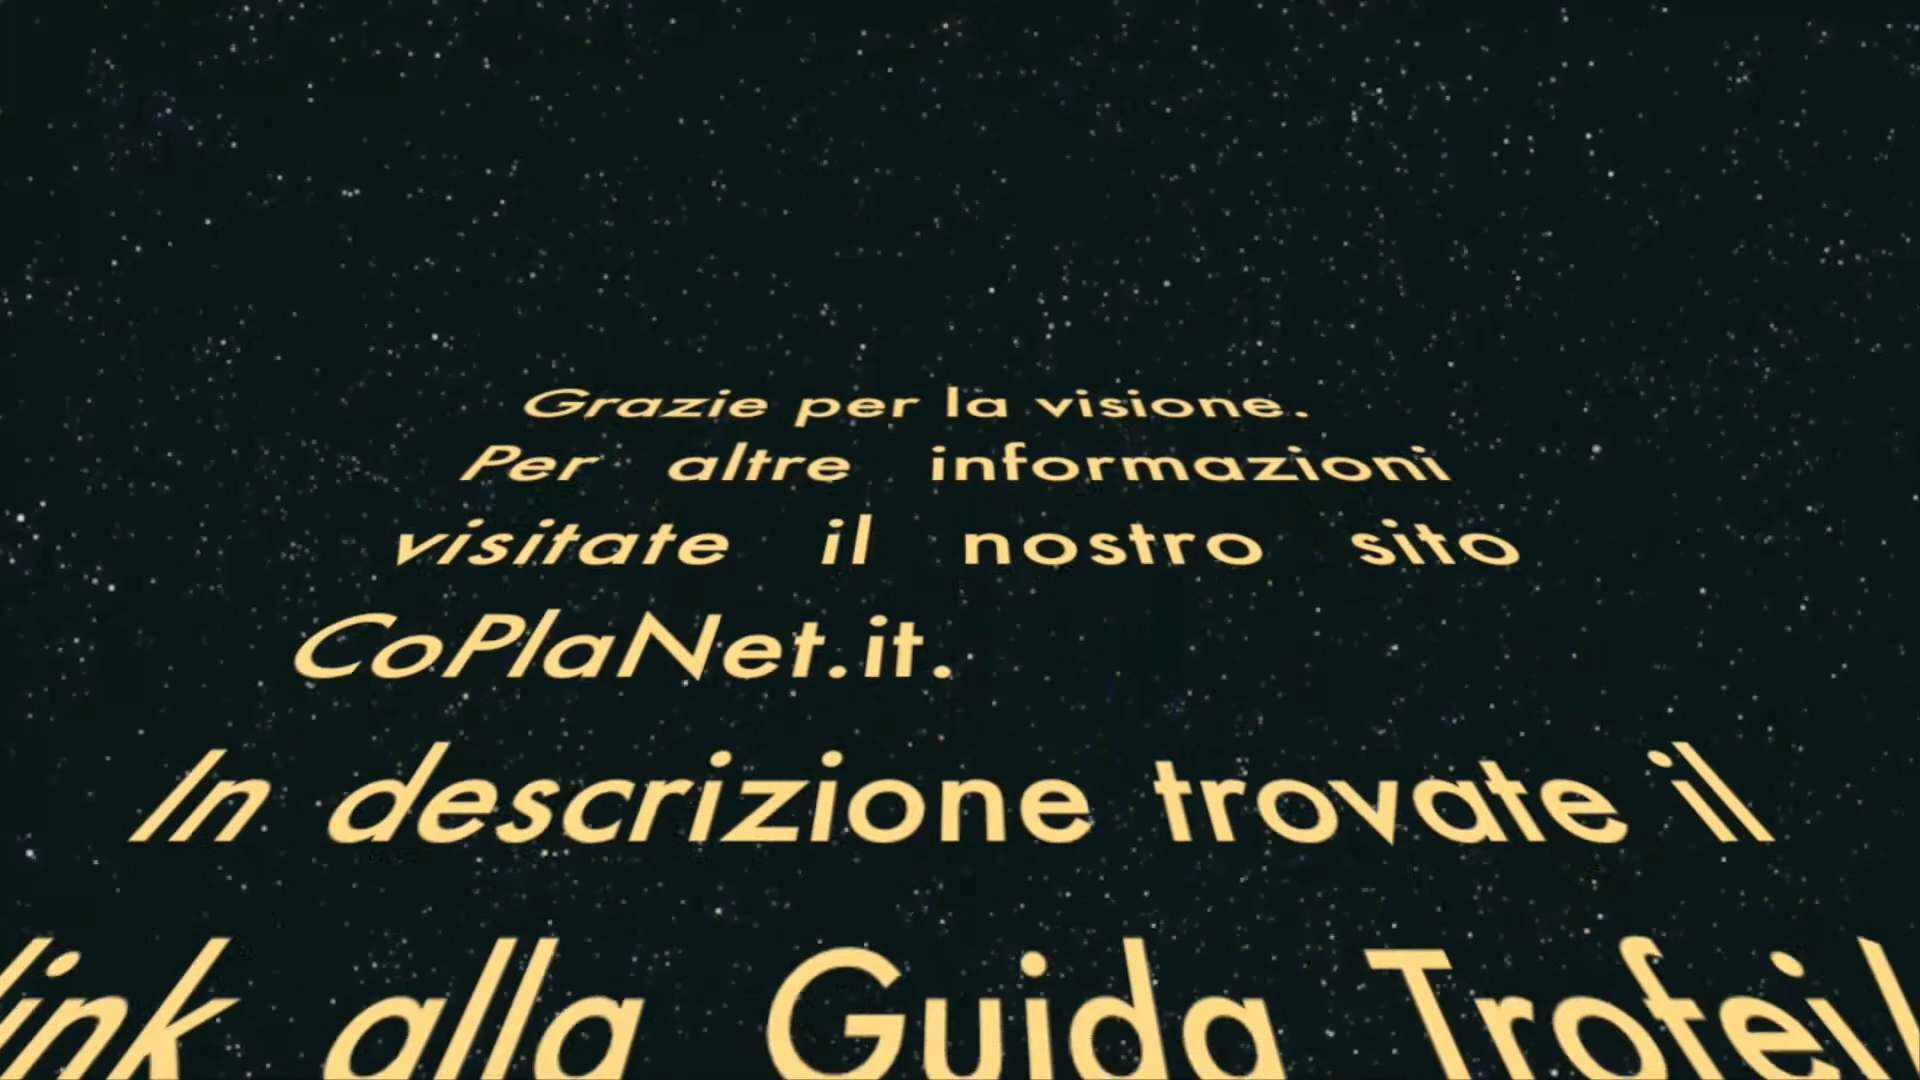 Grazie per la visione.
Per altre informazioni
visitate il nostro sito
CoPlaNet.it.
In descrizione trovate il
link alla Guida Trofei/